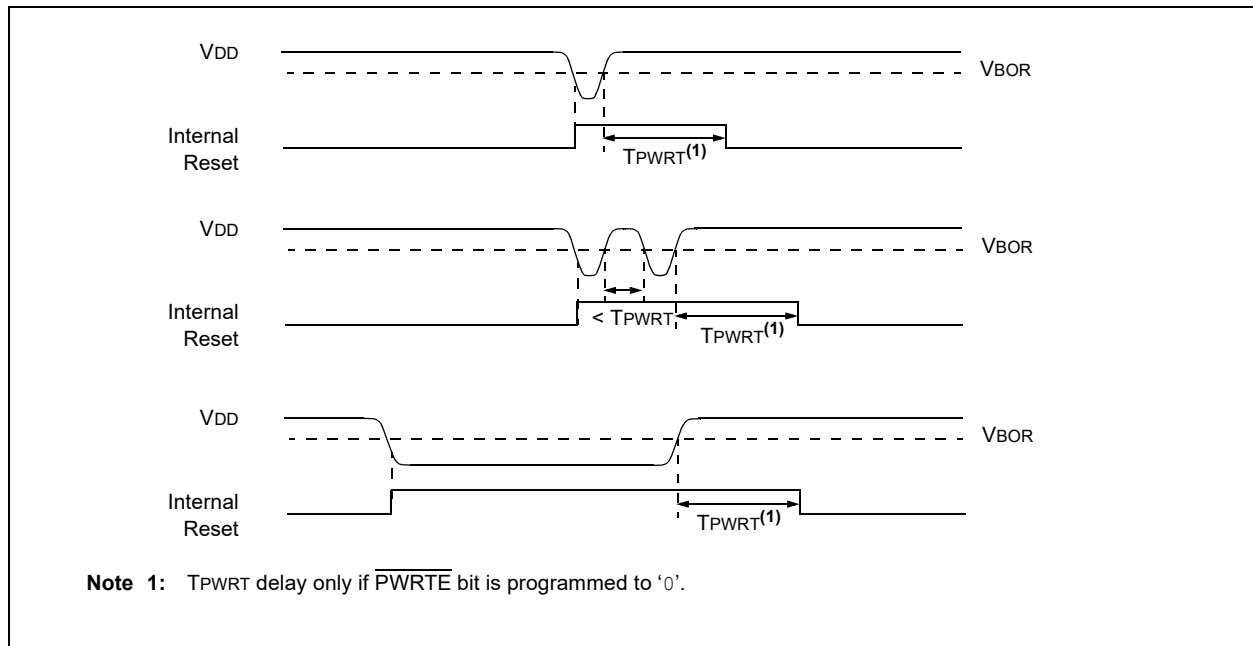 VDD
VBOR
Internal
Reset
TPWRT(1)
VDD
VBOR
Internal
Reset
< TPWRT
TPWRT(1)
VDD
VBOR
Internal
Reset
TPWRT(1)
Note 1: TPWRT delay only if PWRTE bit is programmed to ‘0’.